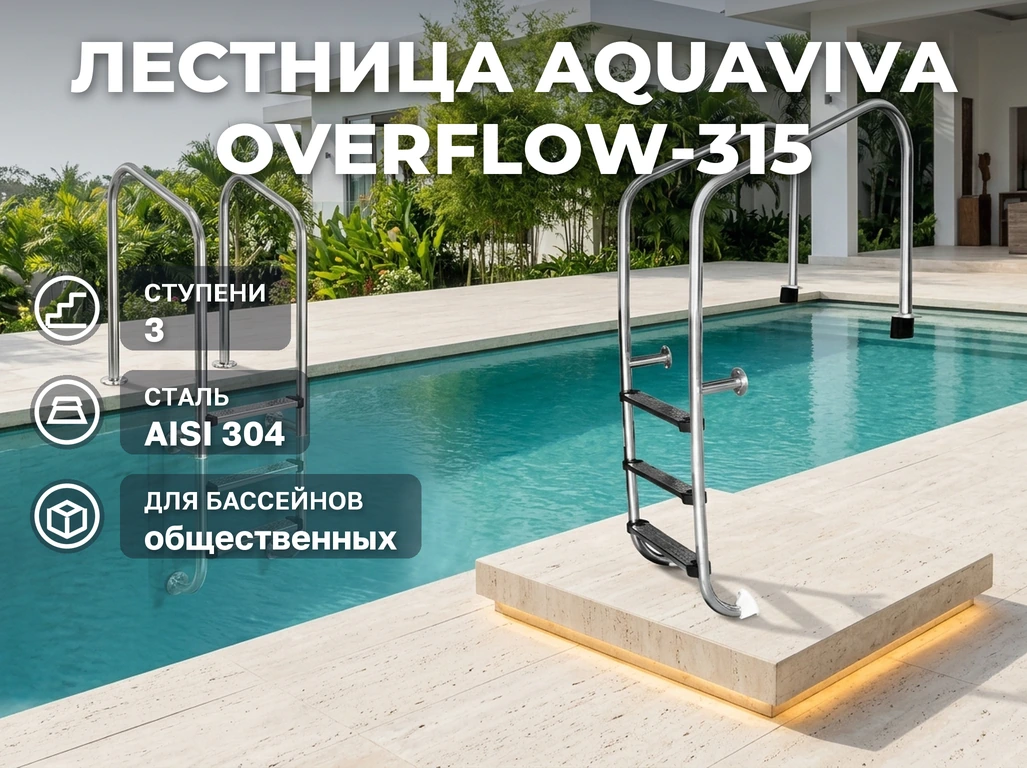 ЛЕСТНИЦА AQUAVIVA
OVERFLOW-315
СТУПЕНИ
3
СТАЛЬ
AISI 304
ДЛЯ БАССЕЙНОВ
общественных